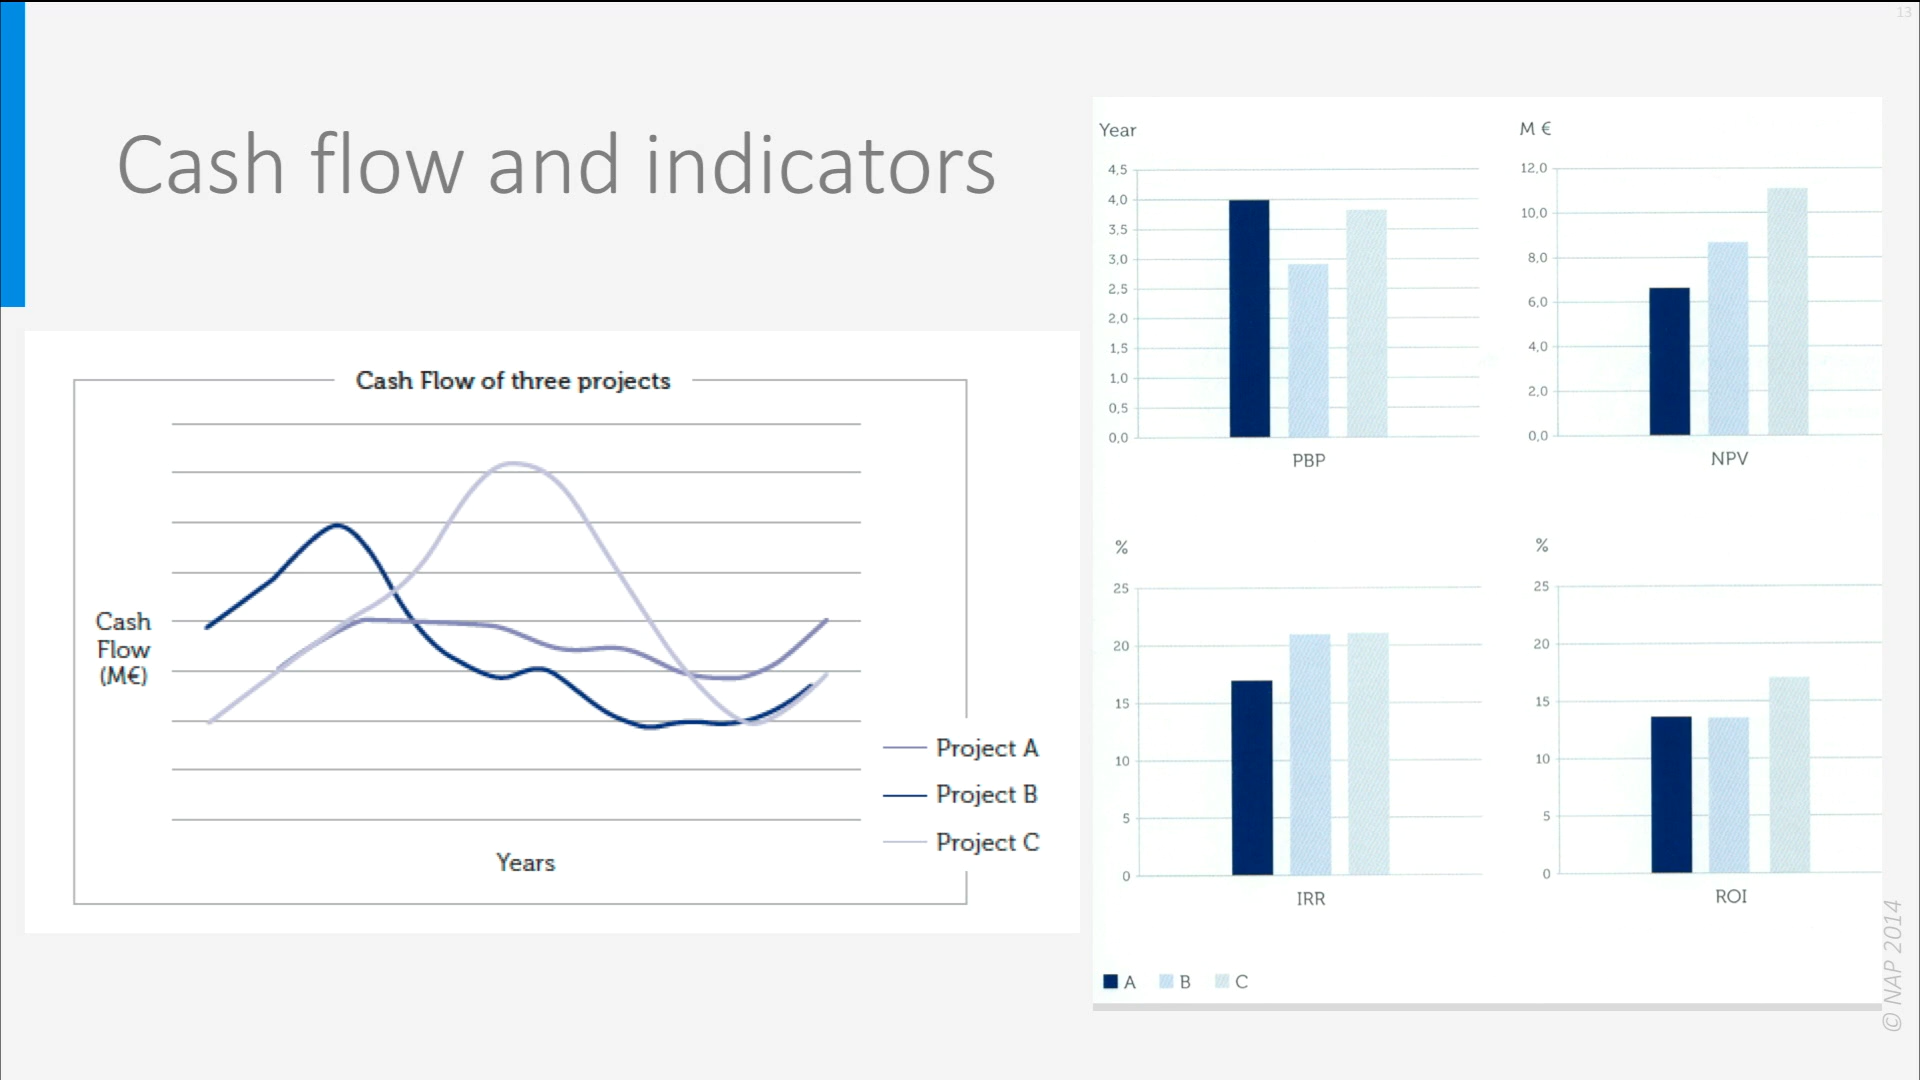 13
Cash flow and indicators
Cash Flow of three projects
Cash
Flow
(M€)
Years
Project A
Project B
Project C
Year
4,5
4,0
3,5
3,0
2,5
2,0
1,5
1,0
0,5
0,0
PBP
M €
12,0
10,0
8,0
6,0
4,0
2,0
0,0
NPV
%
25
20
15
10
5
0
IRR
%
25
20
15
10
5
0
ROI
A B C
© NAP 2014